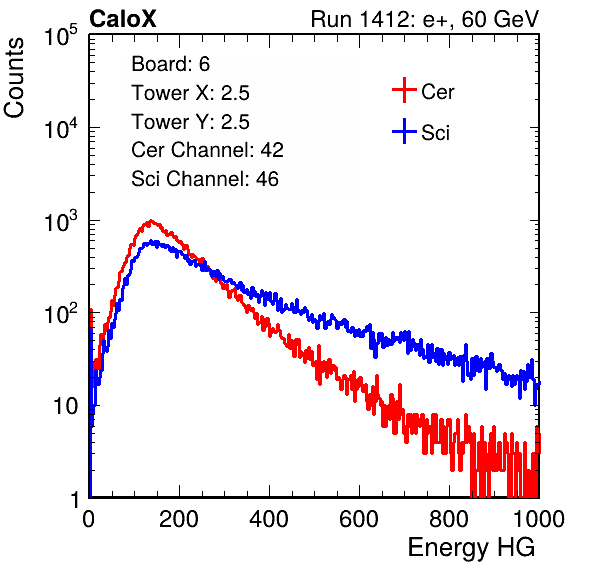 CaloX Run 1412: e+, 60 GeV
Counts
Board: 6
Tower X: 2.5
Tower Y: 2.5
Cer Channel: 42
Sci Channel: 46
Cer
Sci
10^5
10^4
10^3
10^2
10
1
0 200 400 600 800 1000
Energy HG